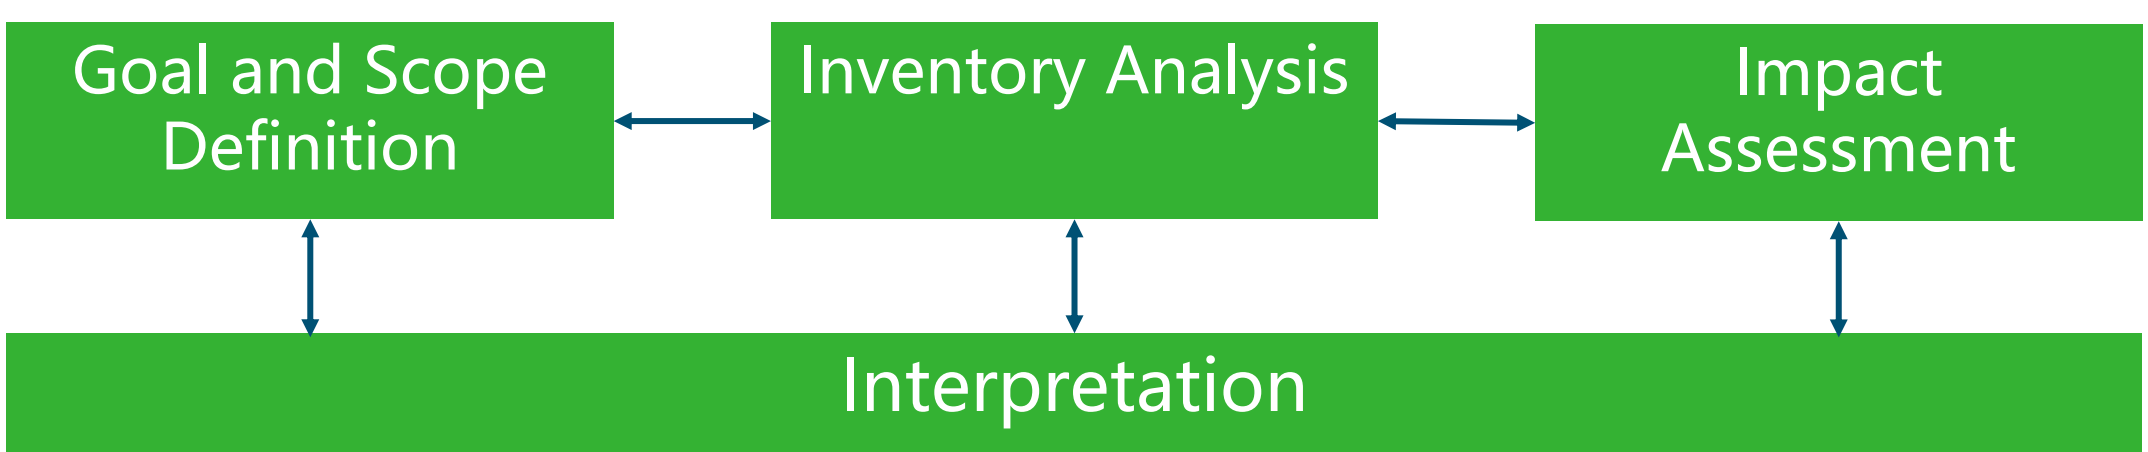 Goal and Scope
Definition
Inventory Analysis
Impact
Assessment
Interpretation